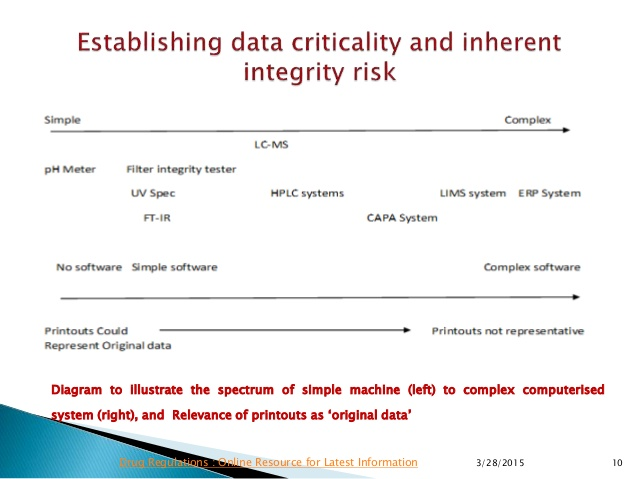 Establishing data criticality and inherent
integrity risk
Simple Complex
LC-MS
pH Meter Filter integrity tester
UV Spec HPLC systems LIMS system ERP System
FT-IR CAPA System
No software Simple software Complex software
Printouts Could Printouts not representative
Represent Original data
Diagram to illustrate the spectrum of simple machine (left) to complex computerised
system (right), and Relevance of printouts as ‘original data’
Drug Regulations : Online Resource for Latest Information 3/28/2015 10